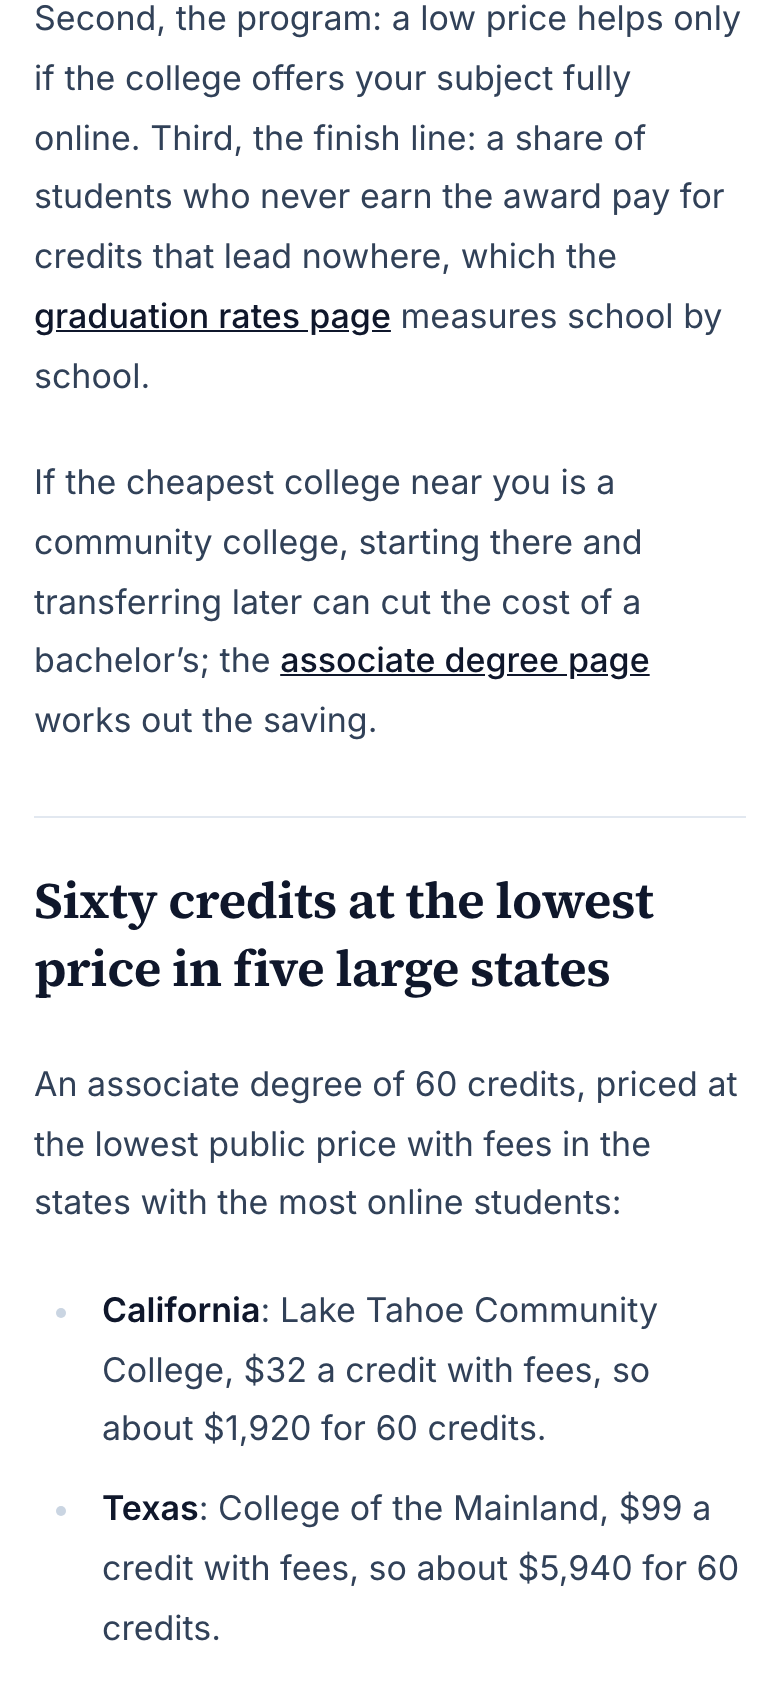 Second, the program: a low price helps only
if the college offers your subject fully
online. Third, the finish line: a share of
students who never earn the award pay for
credits that lead nowhere, which the
graduation rates page measures school by
school.
If the cheapest college near you is a
community college, starting there and
transferring later can cut the cost of a
bachelor’s; the associate degree page
works out the saving.
Sixty credits at the lowest
price in five large states
An associate degree of 60 credits, priced at
the lowest public price with fees in the
states with the most online students:
California: Lake Tahoe Community
College, $32 a credit with fees, so
about $1,920 for 60 credits.
Texas: College of the Mainland, $99 a
credit with fees, so about $5,940 for 60
credits.